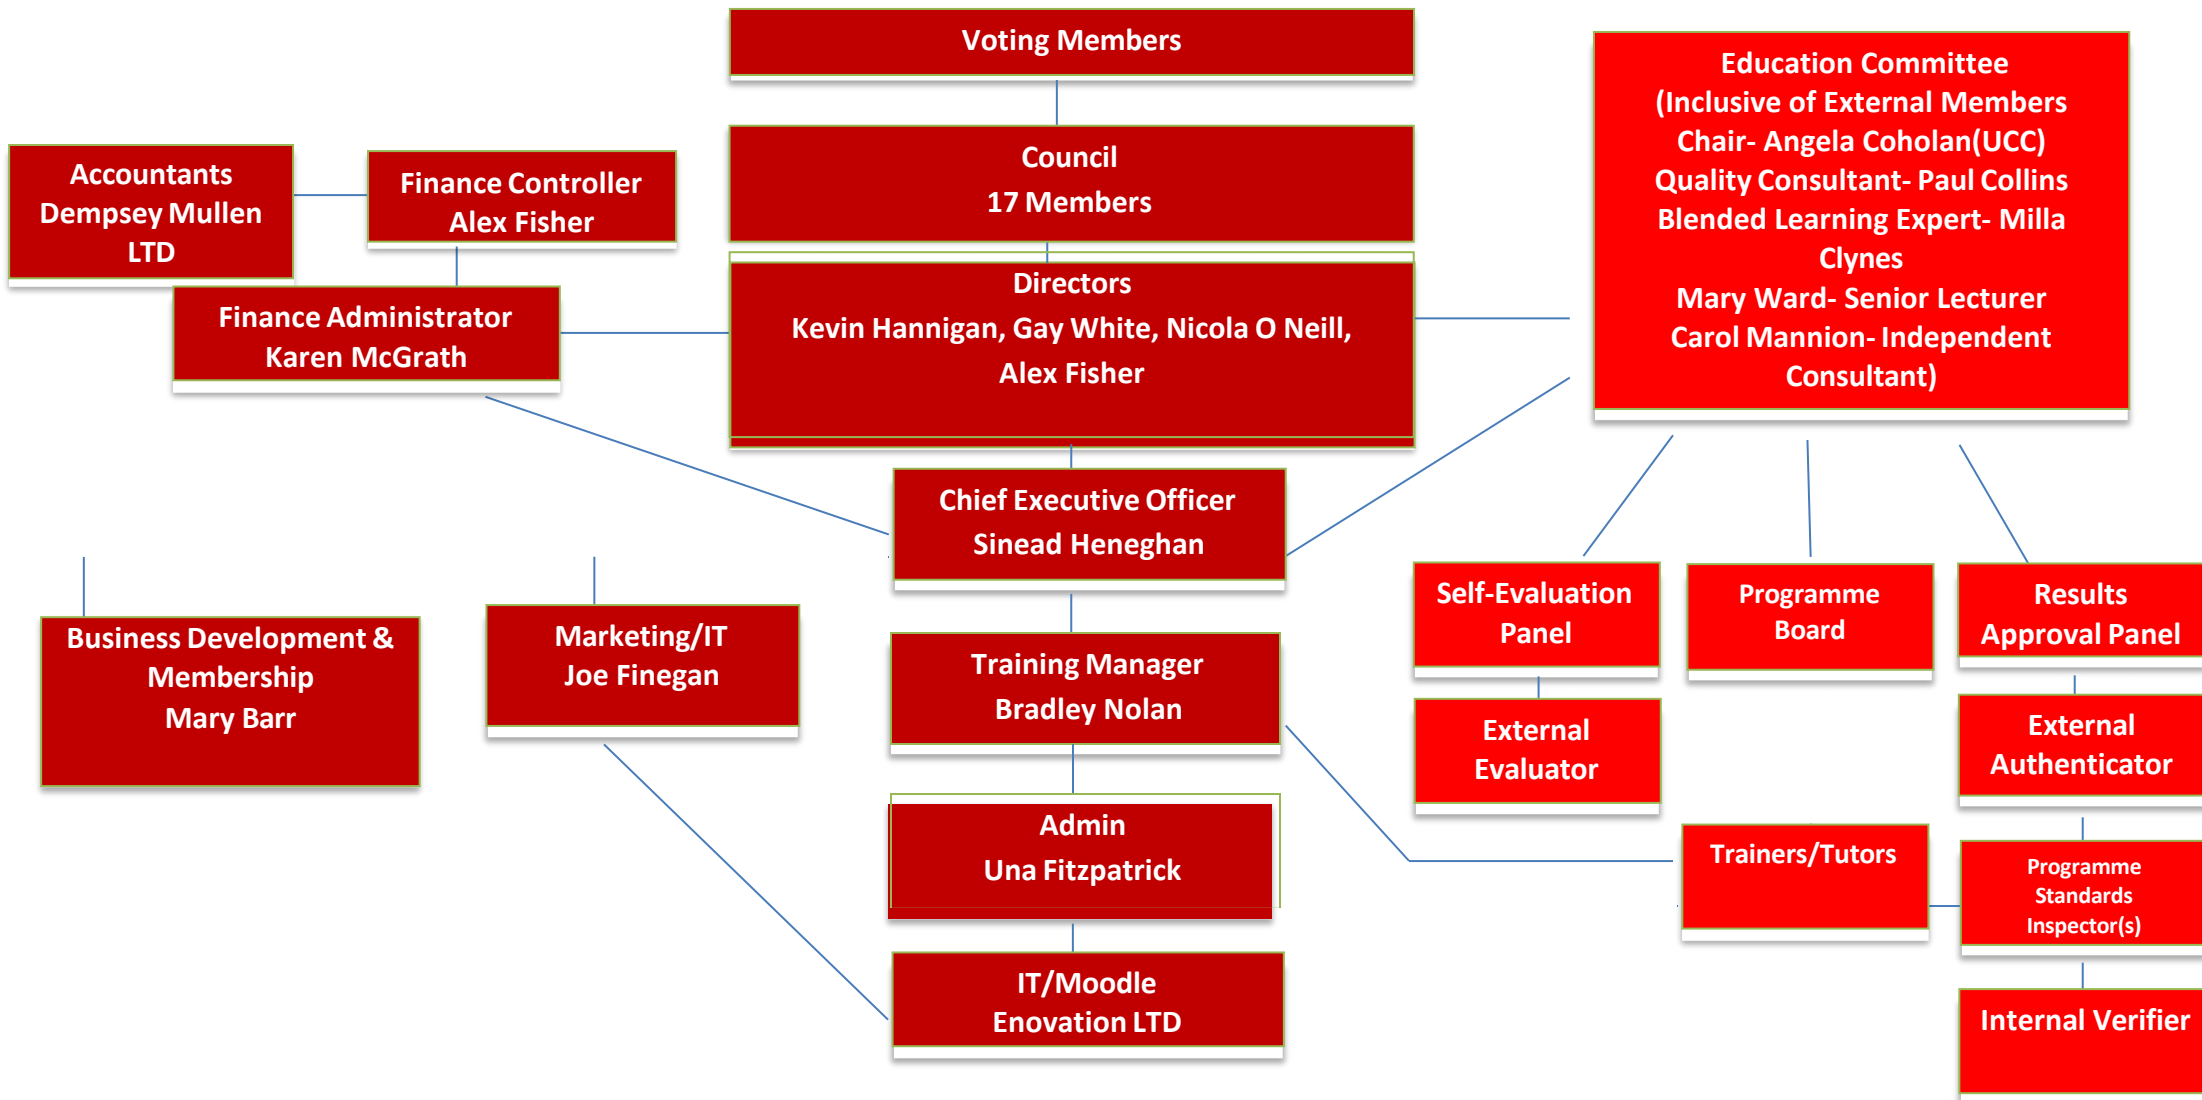 Voting Members
Council
17 Members
Education Committee
(Inclusive of External Members
Chair- Angela Coholan(UCC)
Quality Consultant- Paul Collins
Blended Learning Expert- Milla
Clynes
Mary Ward- Senior Lecturer
Carol Mannion- Independent
Consultant)
Accountants
Dempsey Mullen
LTD
Finance Controller
Alex Fisher
Finance Administrator
Karen McGrath
Directors
Kevin Hannigan, Gay White, Nicola O Neill,
Alex Fisher
Chief Executive Officer
Sinead Heneghan
Business Development &
Membership
Mary Barr
Marketing/IT
Joe Finegan
Training Manager
Bradley Nolan
Self-Evaluation
Panel
Programme
Board
Results
Approval Panel
External
Evaluator
External
Authenticator
Admin
Una Fitzpatrick
Trainers/Tutors
Programme
Standards
Inspector(s)
IT/Moodle
Enovation LTD
Internal Verifier